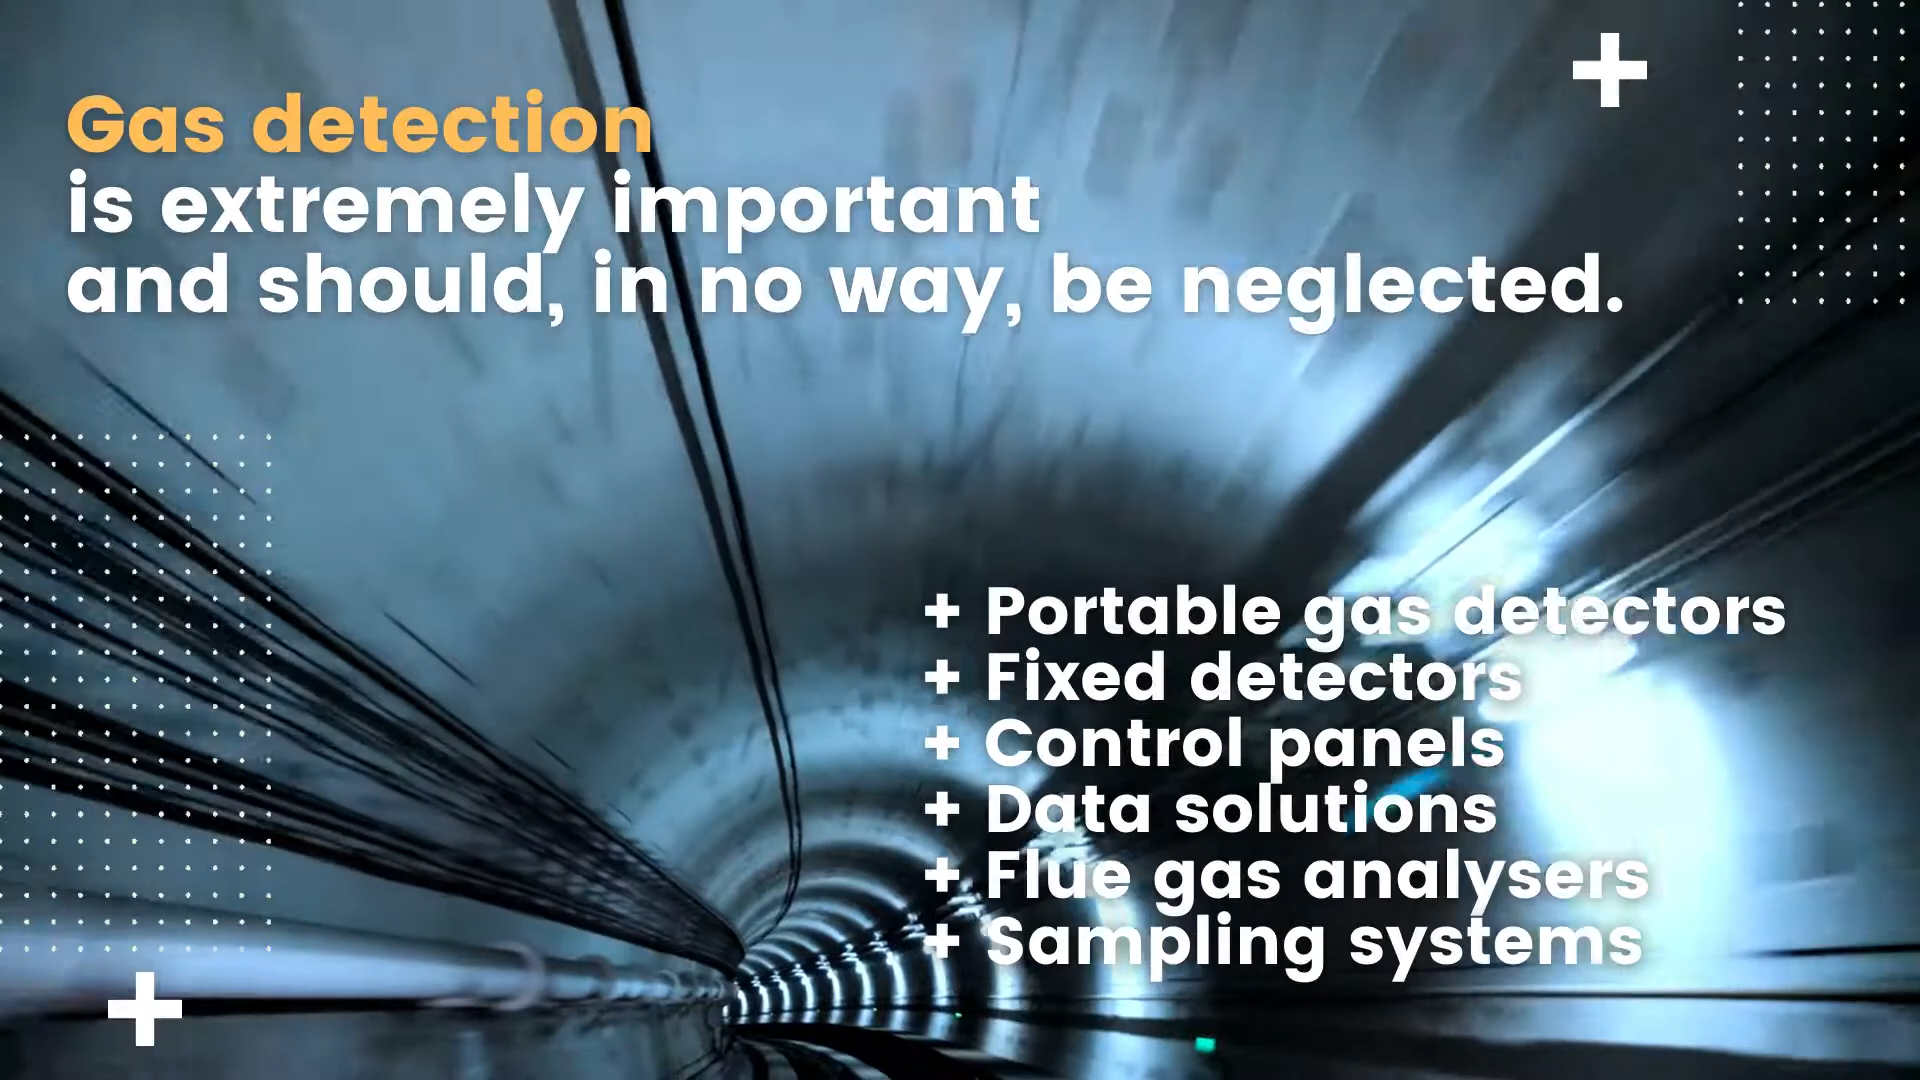 Gas detection
is extremely important
and should, in no way, be neglected.
+ Portable gas detectors
+ Fixed detectors
+ Control panels
+ Data solutions
+ Flue gas analysers
+ Sampling systems